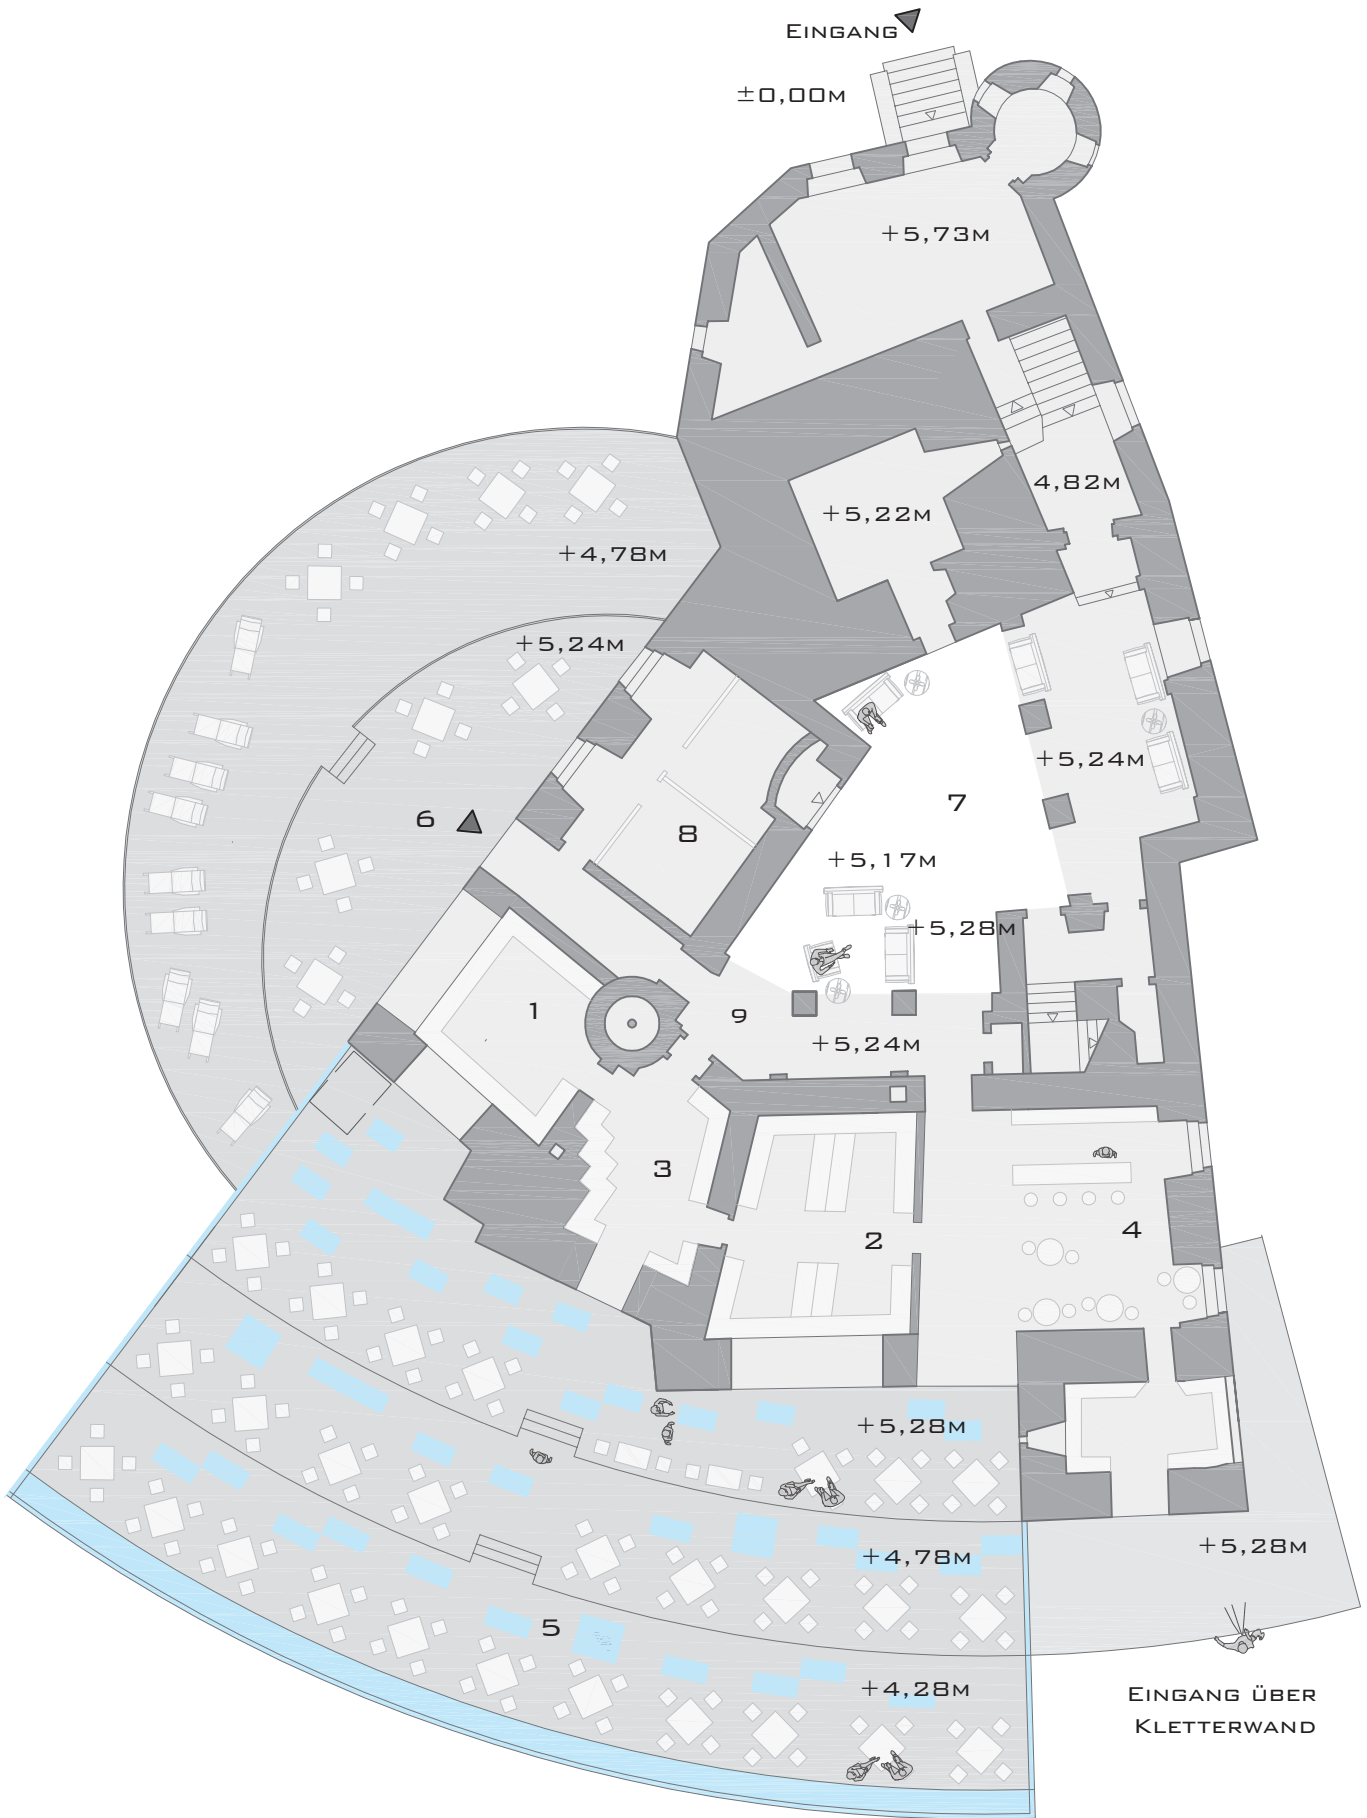 EINGANG
±0,00M
+5,73M
4,82M
+5,22M
+4,78M
+5,24M
+5,24M
7
6
8
+5,17M
+5,28M
1
9
+5,24M
3
2
4
+5,28M
+5,28M
+4,78M
5
+4,28M
EINGANG ÜBER
KLETTERWAND